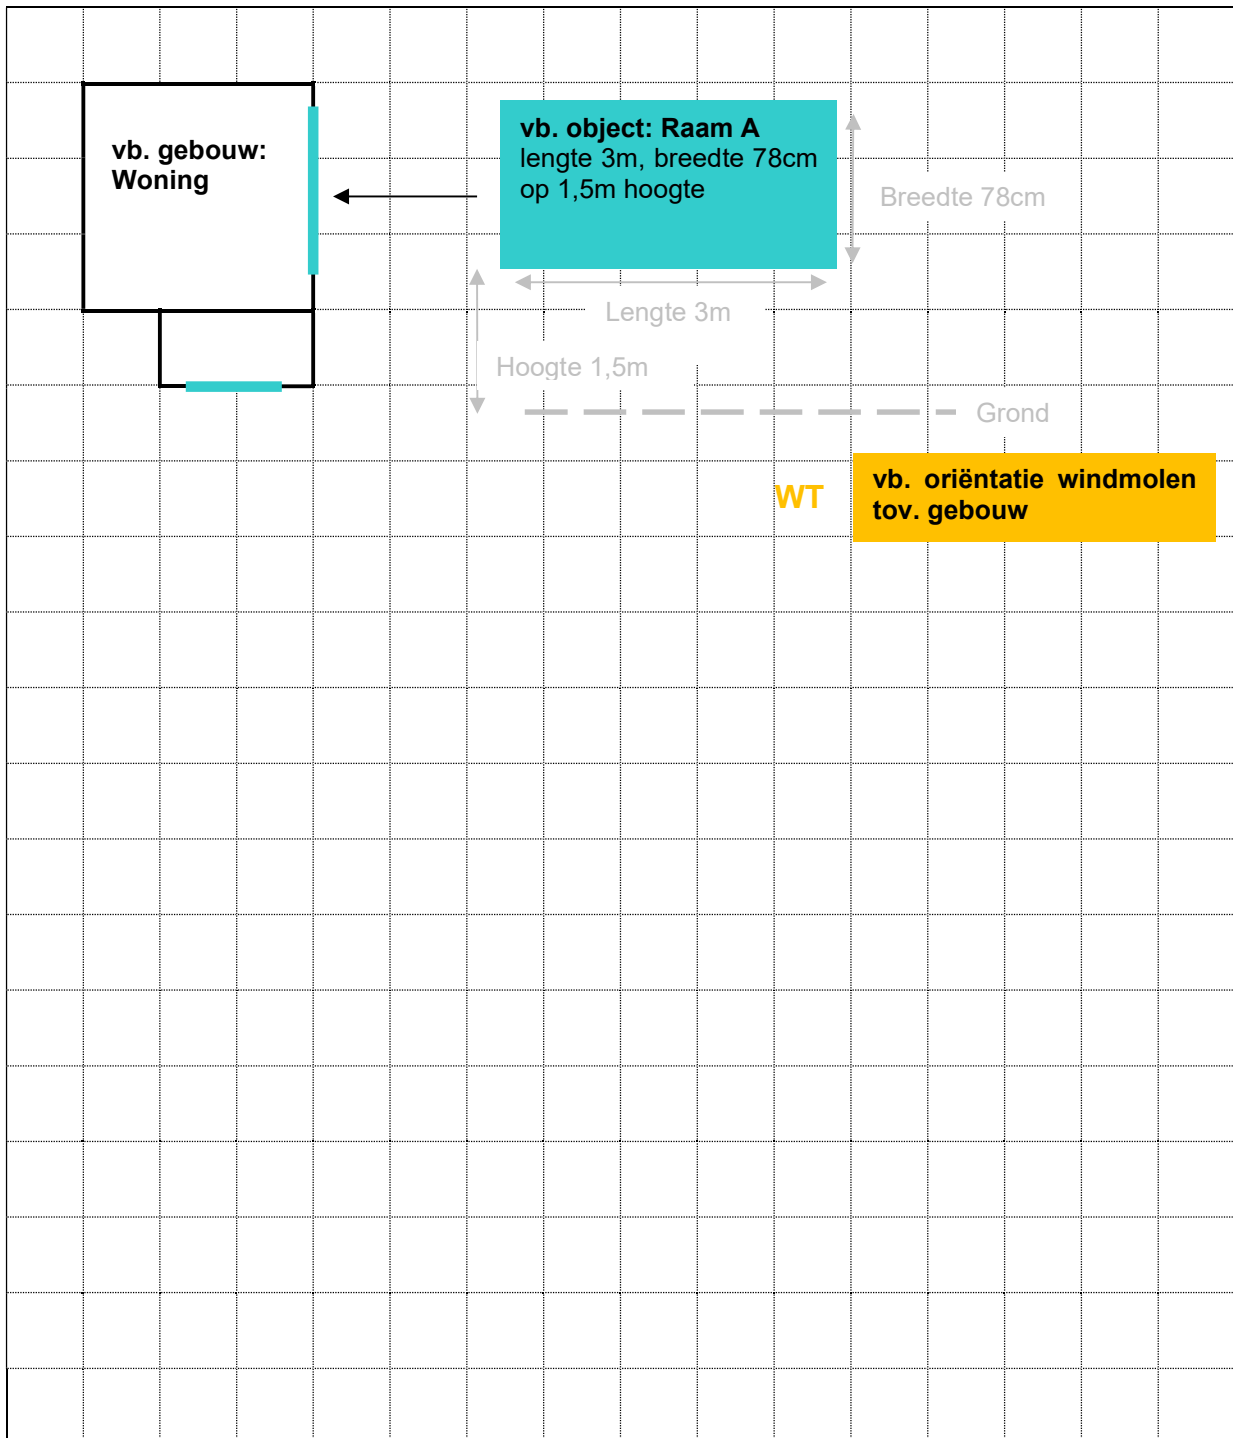 vb. gebouw:
Woning
vb. object: Raam A
lengte 3m, breedte 78cm
op 1,5m hoogte
Breedte 78cm
Lengte 3m
Hoogte 1,5m
Grond
WT
vb. oriëntatie windmolen
tov. gebouw